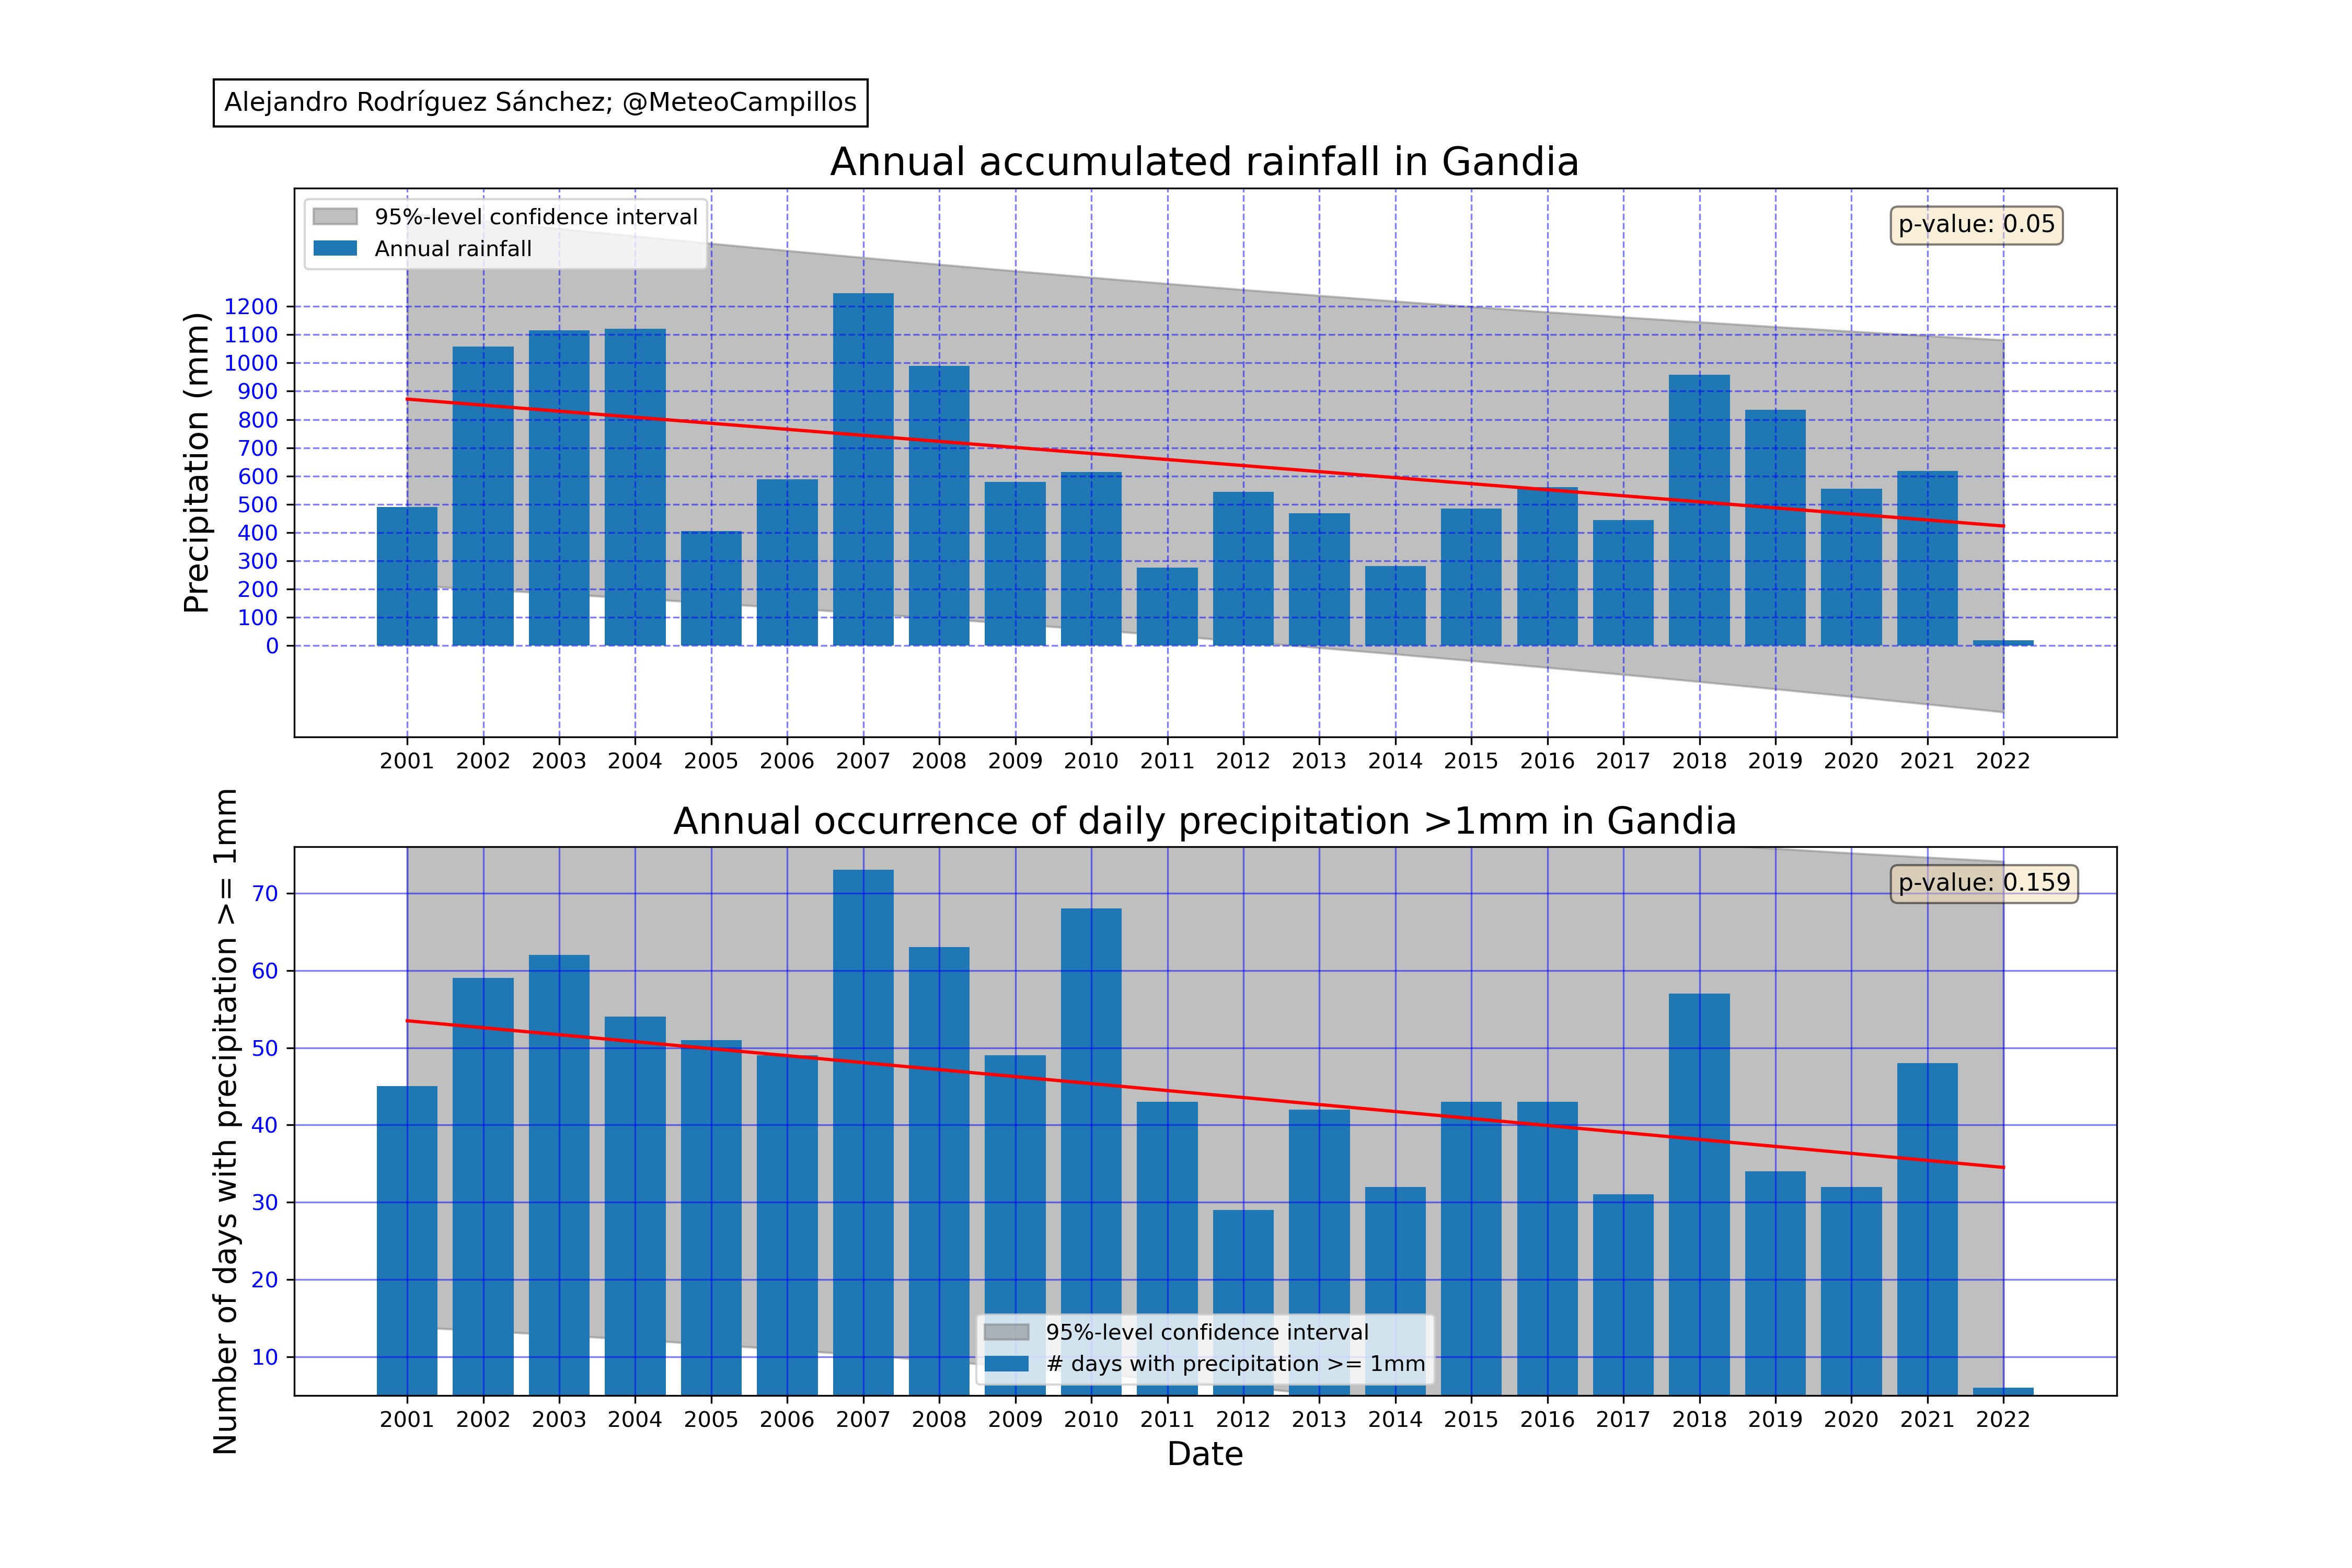 Alejandro Rodríguez Sánchez; @MeteoCampillos
Annual accumulated rainfall in Gandia
95%-level confidence interval
Annual rainfall
p-value: 0.05
Precipitation (mm)
1200
1100
1000
900
800
700
600
500
400
300
200
100
0
2001 2002 2003 2004 2005 2006 2007 2008 2009 2010 2011 2012 2013 2014 2015 2016 2017 2018 2019 2020 2021 2022
Annual occurrence of daily precipitation >1mm in Gandia
p-value: 0.159
Number of days with precipitation >= 1mm
70
60
50
40
30
20
10
95%-level confidence interval
# days with precipitation >= 1mm
2001 2002 2003 2004 2005 2006 2007 2008 2009 2010 2011 2012 2013 2014 2015 2016 2017 2018 2019 2020 2021 2022
Date